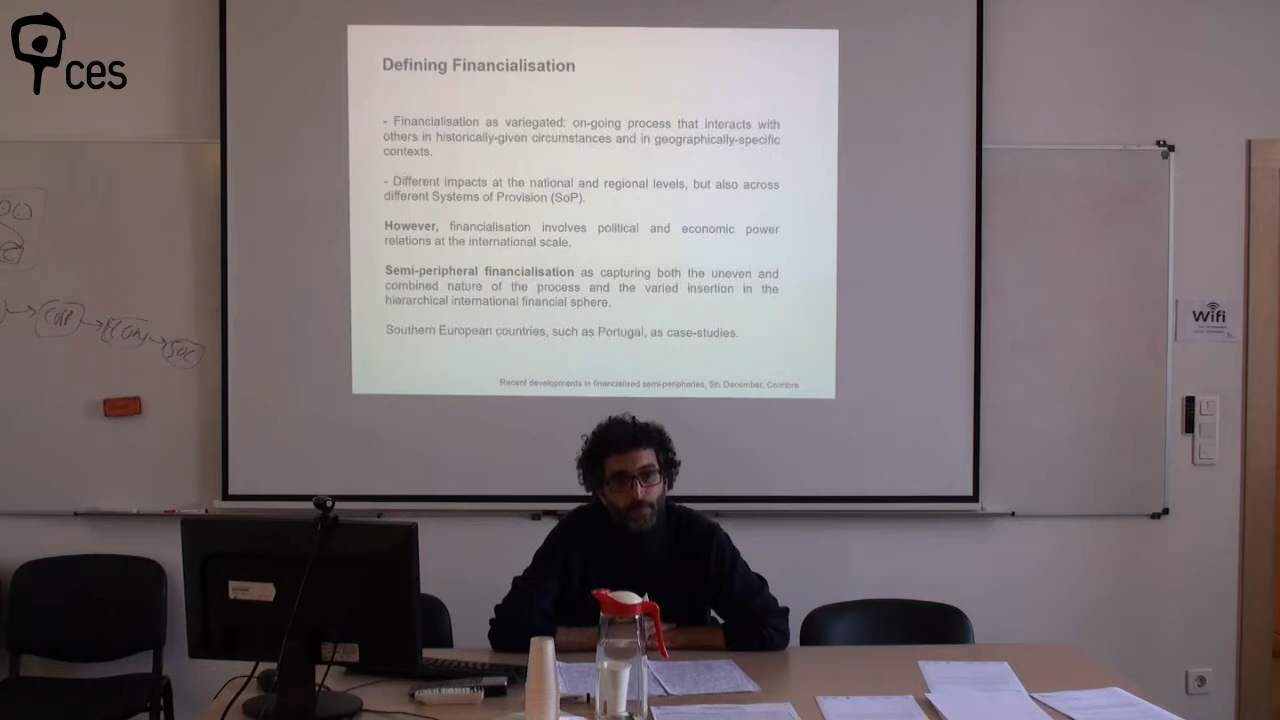 ces
Defining Financialisation
- Financialisation as variegated: on-going process that interacts with
others in historically-given circumstances and in geographically-specific
contexts.
- Different impacts at the national and regional levels, but also across
different Systems of Provision (SoP).
However, financialisation involves political and economic power
relations at the international scale.
Semi-peripheral financialisation as capturing both the uneven and
combined nature of the process and the varied insertion in the
hierarchical international financial sphere.
Southern European countries, such as Portugal, as case-studies.
Recent developments in financialised semi-peripheries, 5th December, Coimbra
Wifi